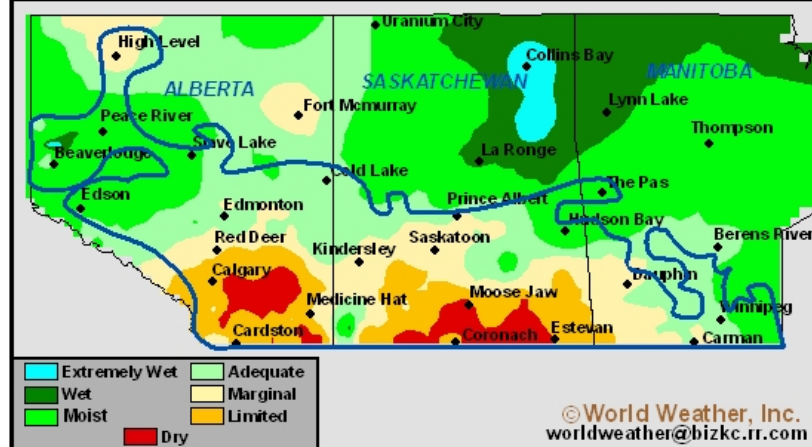 Uranium City
High Level
Collins Bay
ALBERTA
SASKATCHEWAN
MANITOBA
Fort Mcmurray
Lynn Lake
Peace River
Thompson
Slave Lake
Beaverlodge
La Ronge
Cold Lake
The Pas
Edson
Edmonton
Prince Albert
Hudson Bay
Red Deer
Saskatoon
Berens River
Kindersley
Calgary
Dauphin
Medicine Hat
Moose Jaw
Winnipeg
Cardston
Coronach
Estevan
Carman
Extremely Wet
Adequate
Wet
Marginal
Moist
Limited
Dry
©World Weather, Inc.
worldweather@bizkc.rr.com